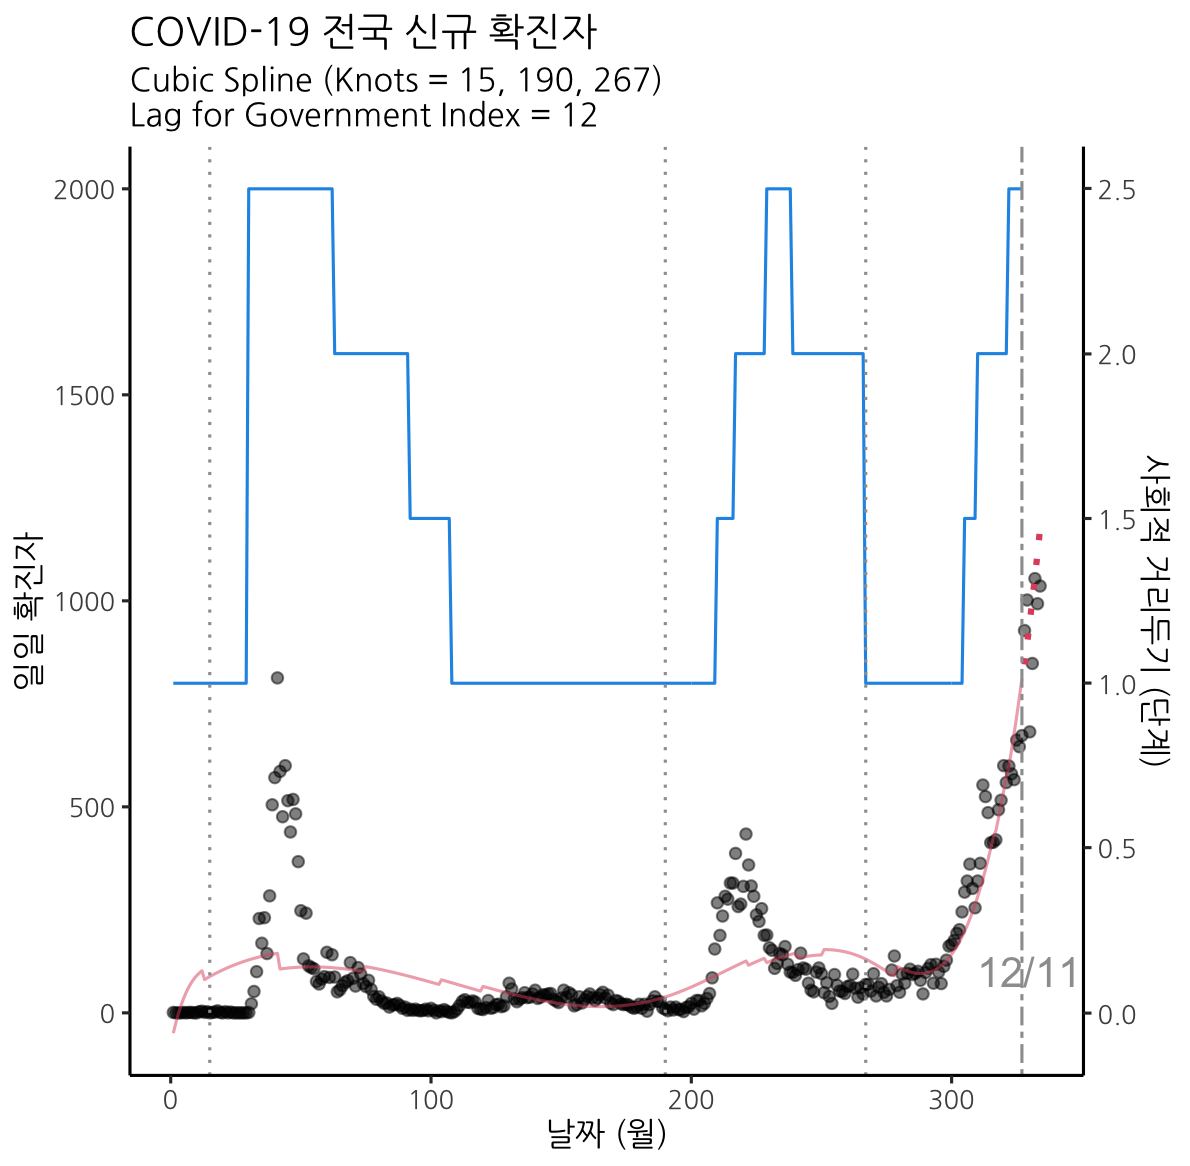 COVID-19 전국 신규 확진자
Cubic Spline (Knots = 15, 190, 267)
Lag for Government Index = 12
2000
1500
1000
500
0
일일 확진자
2.5
2.0
1.5
1.0
0.5
0.0
사회적 거리두기 (단계)
12/11
0
100
200
300
날짜 (월)